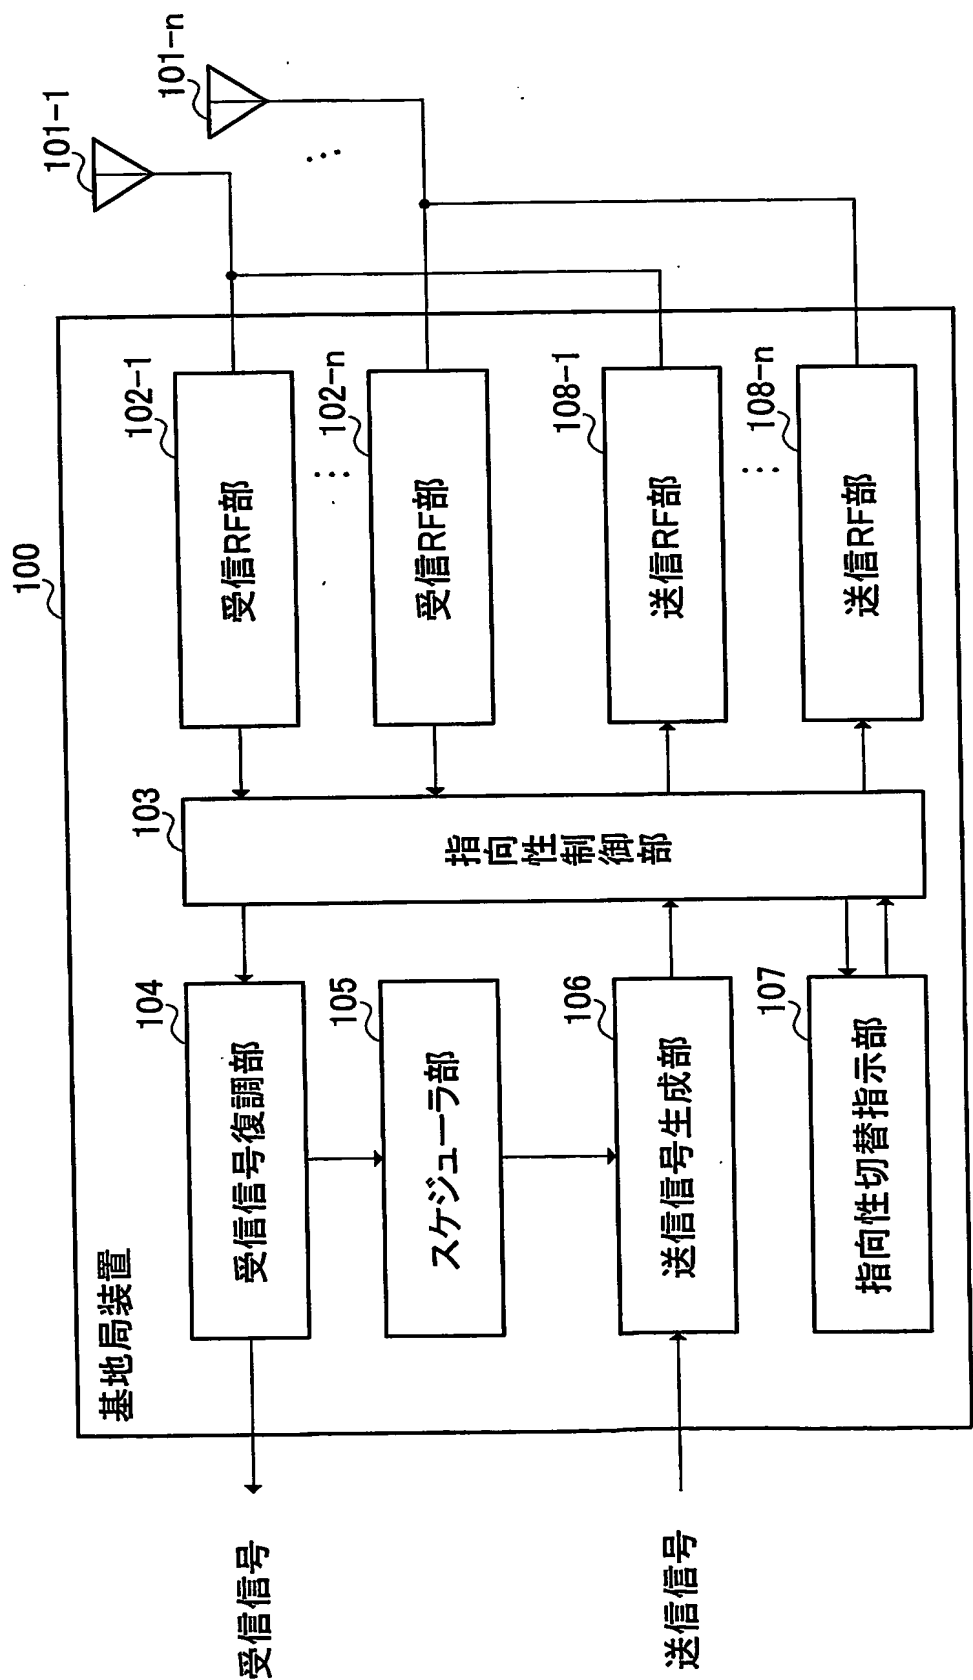 100
基地局装置
101-1
101-n
102-1
受信RF部
102-n
受信RF部
108-1
送信RF部
108-n
送信RF部
103
指向性制御部
104
受信信号復調部
105
スケジューラ部
106
送信信号生成部
107
指向性切替指示部
受信信号
送信信号